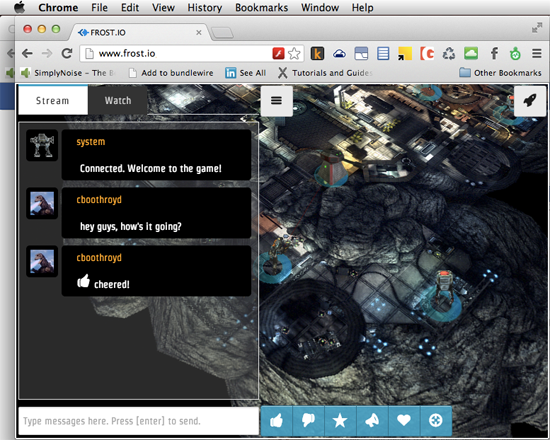 Chrome File Edit View History Bookmarks Window Help
FROST.IO
www.frost.io
SimplyNoise – The B Add to bundlewire See All Tutorials and Guides Other Bookmarks
Stream Watch
system
Connected. Welcome to the game!
cboothroyd
hey guys, how's it going?
cboothroyd
cheered!
Type messages here. Press [enter] to send.